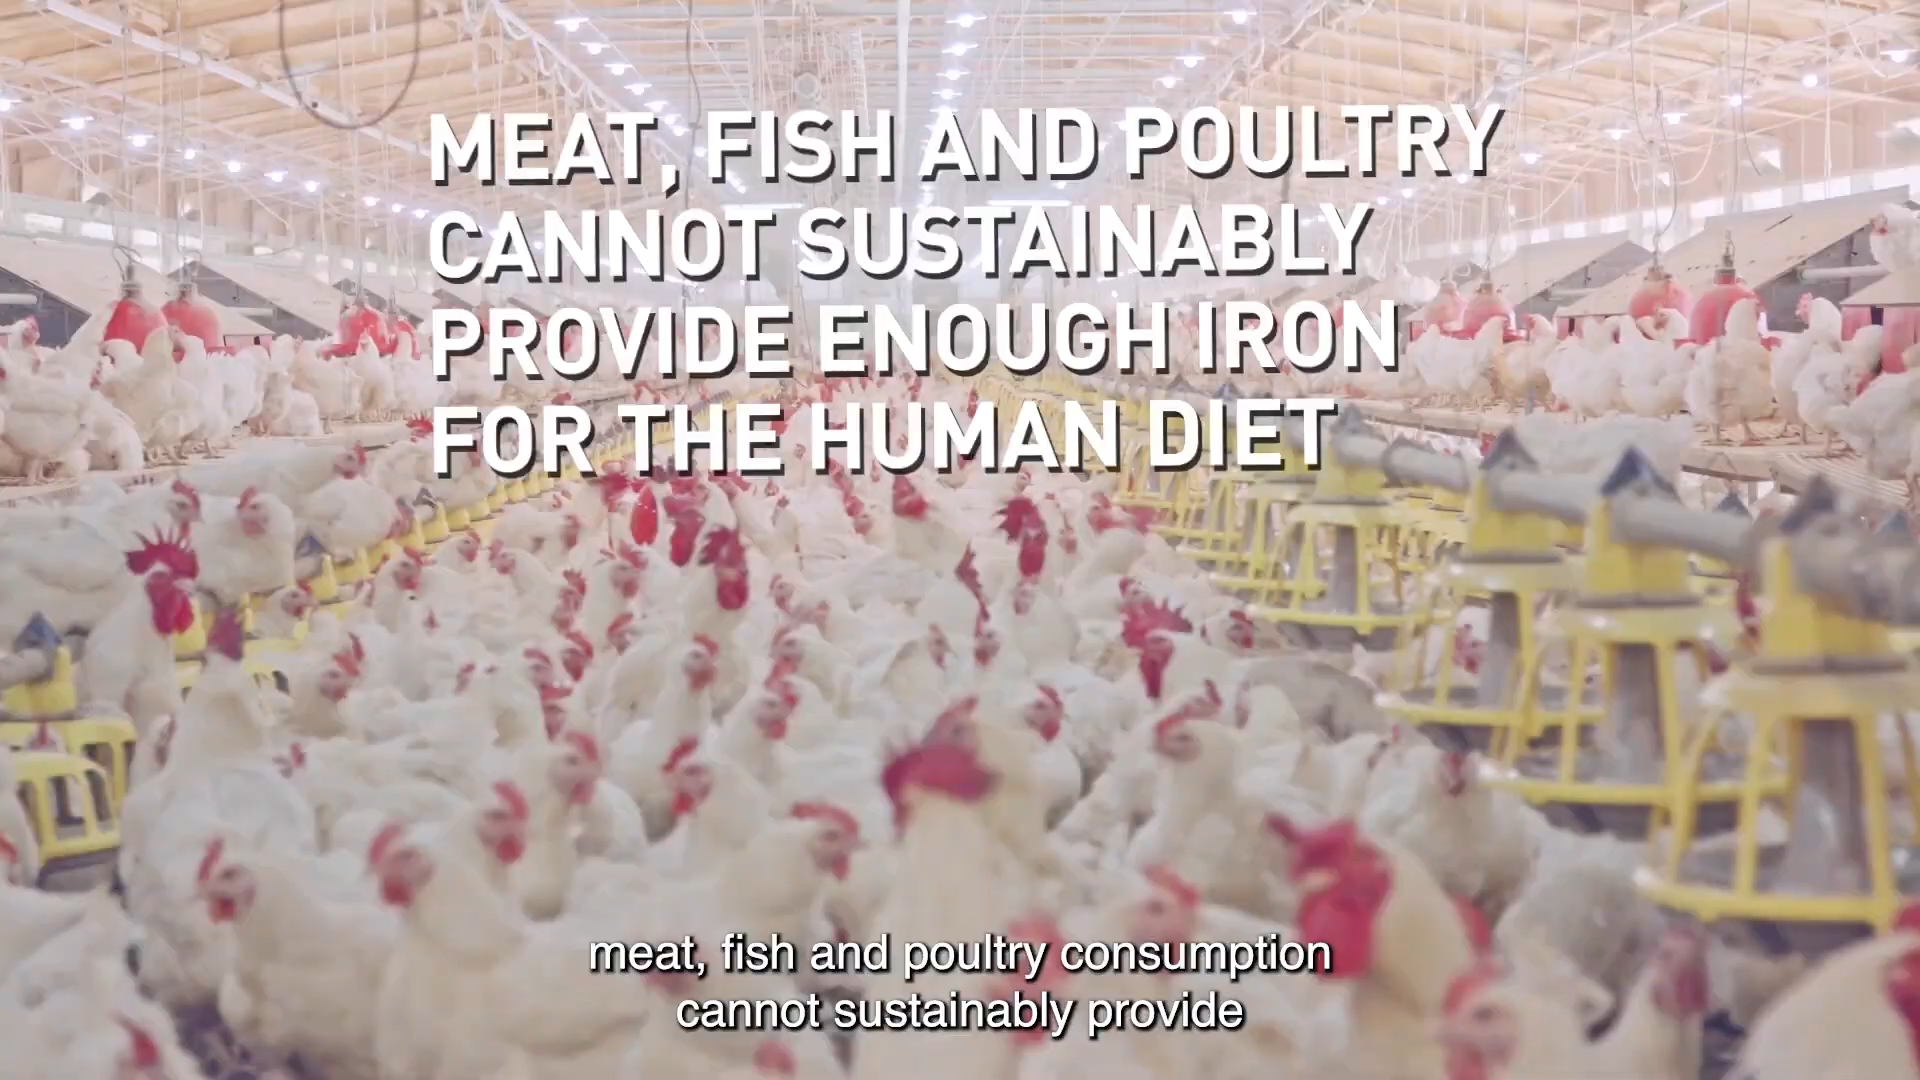 MEAT, FISH AND POULTRY
CANNOT SUSTAINABLY
PROVIDE ENOUGH IRON
FOR THE HUMAN DIET
meat, fish and poultry consumption
cannot sustainably provide